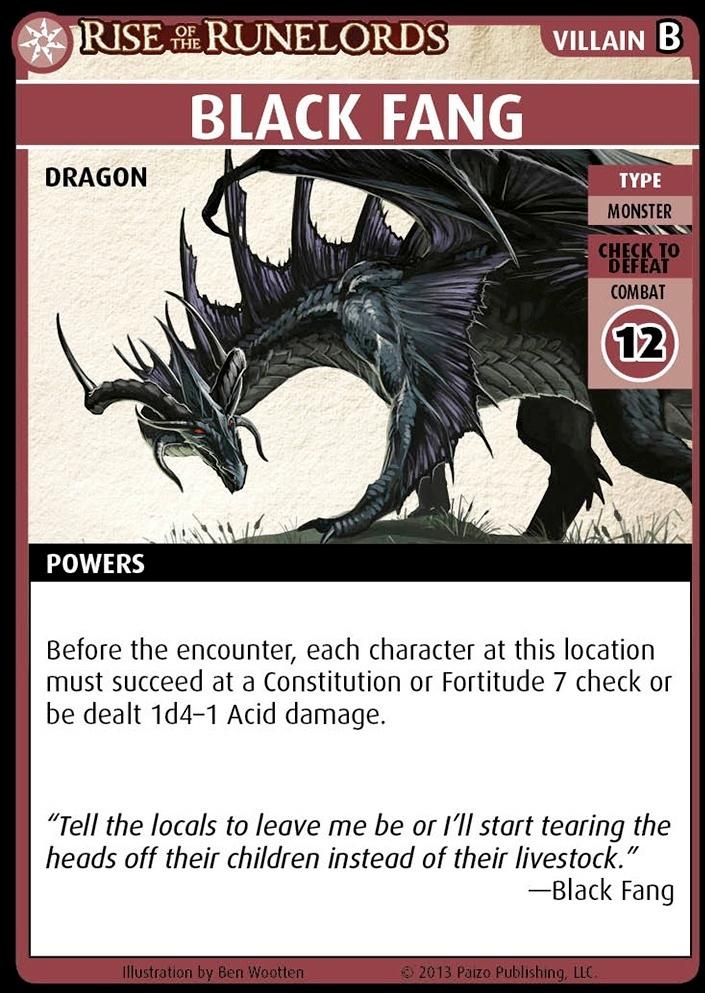 RISE OF THE RUNELORDS
VILLAIN B
BLACK FANG
DRAGON
TYPE
MONSTER
CHECK TO
DEFEAT
COMBAT
12
POWERS
Before the encounter, each character at this location
must succeed at a Constitution or Fortitude 7 check or
be dealt 1d4–1 Acid damage.
“Tell the locals to leave me be or I’ll start tearing the
heads off their children instead of their livestock.”
—Black Fang
Illustration by Ben Wootten
© 2013 Paizo Publishing, LLC.